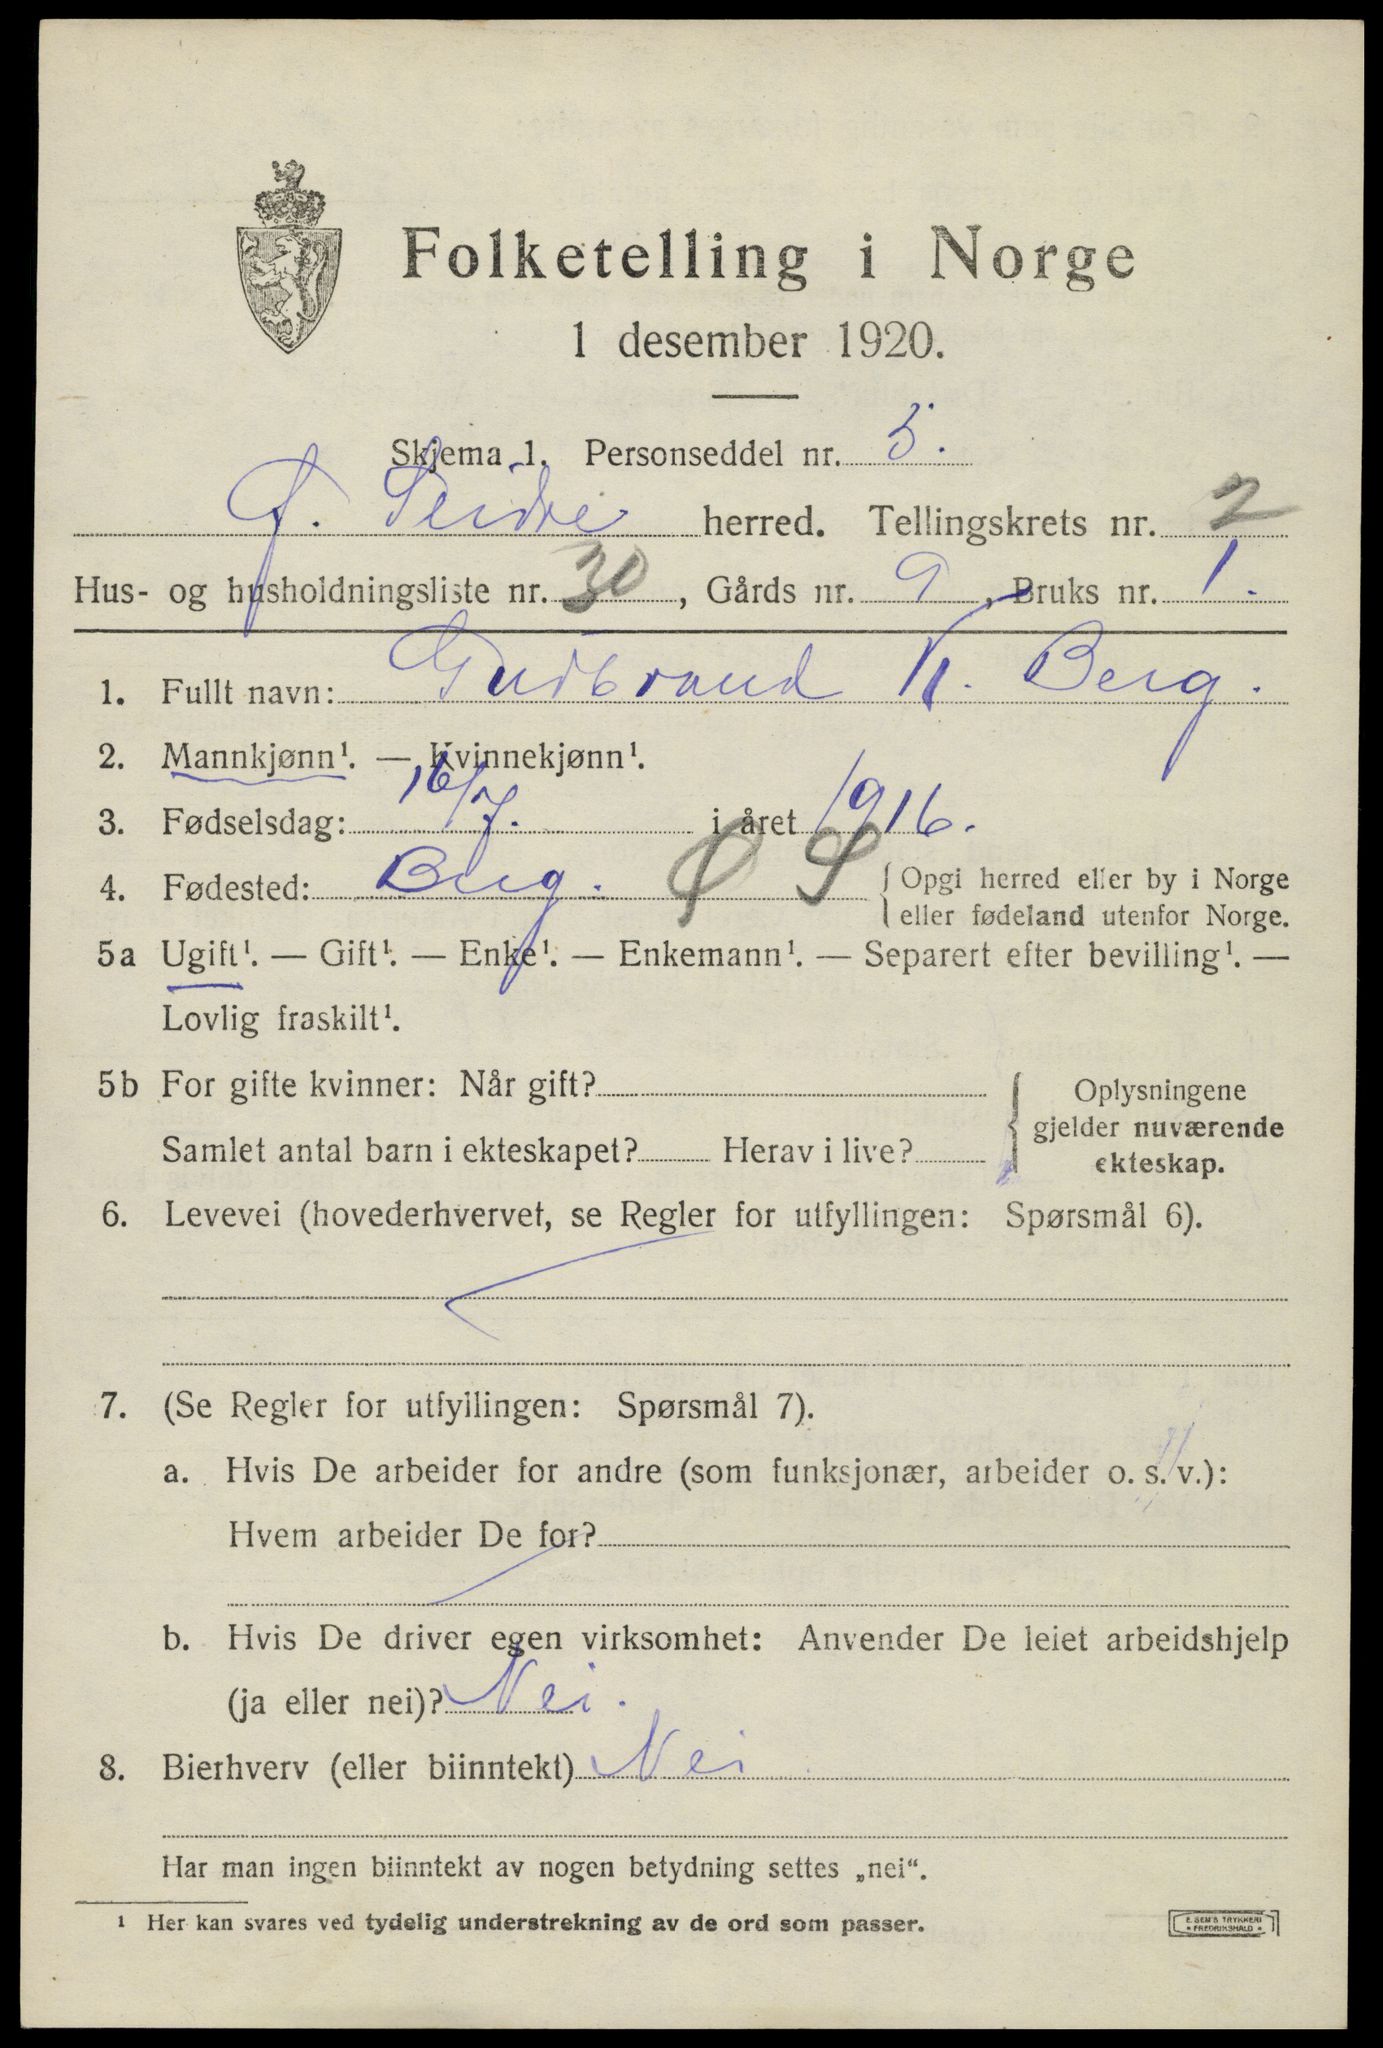 Folketelling i Norge
1 desember 1920.
Skjema 1. Personseddel nr. 5.
Ø. Slidre herred. Tellingskrets nr. 2
Hus- og husholdningsliste nr. 30, Gårds nr. 9, Bruks nr. 1.
1. Fullt navn: Gudbrand K. Berg.
2. Mannkjønn¹. — Kvinnekjønn¹.
3. Fødselsdag: 16/7. i året 1916.
4. Fødested: Berg. Ø S { Opgi herred eller by i Norge
eller fødeland utenfor Norge.
5a Ugift¹. — Gift¹. — Enke¹. — Enkemann¹. — Separert efter bevilling¹. —
Lovlig fraskilt¹.
5b For gifte kvinner: Når gift? { Oplysningene
gjelder nuværende
Samlet antal barn i ekteskapet? Herav i live? ekteskap.
6. Levevei (hovederhvervet, se Regler for utfyllingen: Spørsmål 6).
7. (Se Regler for utfyllingen: Spørsmål 7).
a. Hvis De arbeider for andre (som funksjonær, arbeider o. s. v.):
Hvem arbeider De for?
b. Hvis De driver egen virksomhet: Anvender De leiet arbeidshjelp
(ja eller nei)? Nei.
8. Bierhverv (eller biinntekt) Nei
Har man ingen biinntekt av nogen betydning settes „nei“.
¹ Her kan svares ved tydelig understrekning av de ord som passer.
E. SEM'S TRYKKERI
FREDRIKSHALD